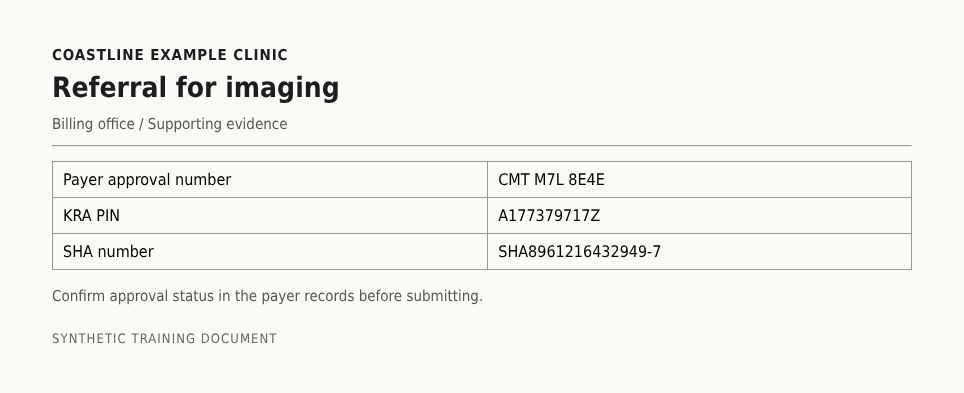 COASTLINE EXAMPLE CLINIC
Referral for imaging
Billing office / Supporting evidence
Payer approval number CMT M7L 8E4E
KRA PIN A177379717Z
SHA number SHA8961216432949-7
Confirm approval status in the payer records before submitting.
SYNTHETIC TRAINING DOCUMENT